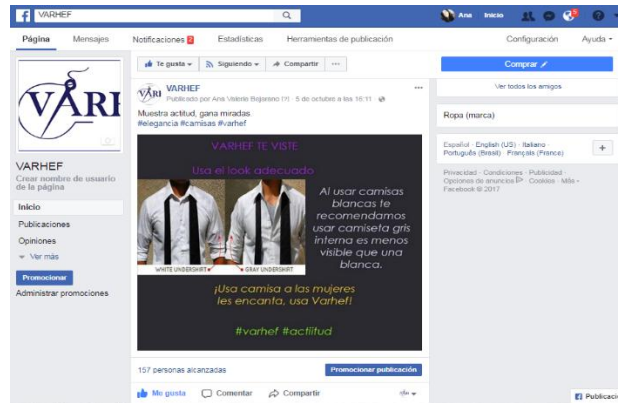 VARHEF
Ana Inicio
Página Mensajes Notificaciones 2 Estadísticas Herramientas de publicación Configuración Ayuda
Te gusta Siguiendo Compartir ...
Comprar
Ver todos los amigos
VARI
VARHEF
Crear nombre de usuario
de la página
Inicio
Publicaciones
Opiniones
Ver más
Promocionar
Administrar promociones
VARI
VARHEF
Publicado por Ana Valeria Bejarano
5 de octubre a las 16:11
Muestra actitud, gana miradas
#elegancia #camisas #varhef
VARHEF TE VISTE
Usa el look adecuado
Al usar camisas
blancas te
recomendamos
usar camiseta gris
interna es menos
visible que una
blanca.
WHITE UNDERSHIRT GRAY UNDERSHIRT
¡Usa camisa a las mujeres
les encanta, usa Varhef!
#varhef #actiitud
157 personas alcanzadas
Promocionar publicación
Me gusta Comentar Compartir
Ropa (marca)
Español · English (US) · Italiano ·
Português (Brasil) · Français (France)
+
Privacidad · Condiciones · Publicidad ·
Opciones de anuncios · Cookies · Más
Facebook © 2017
Publicaci